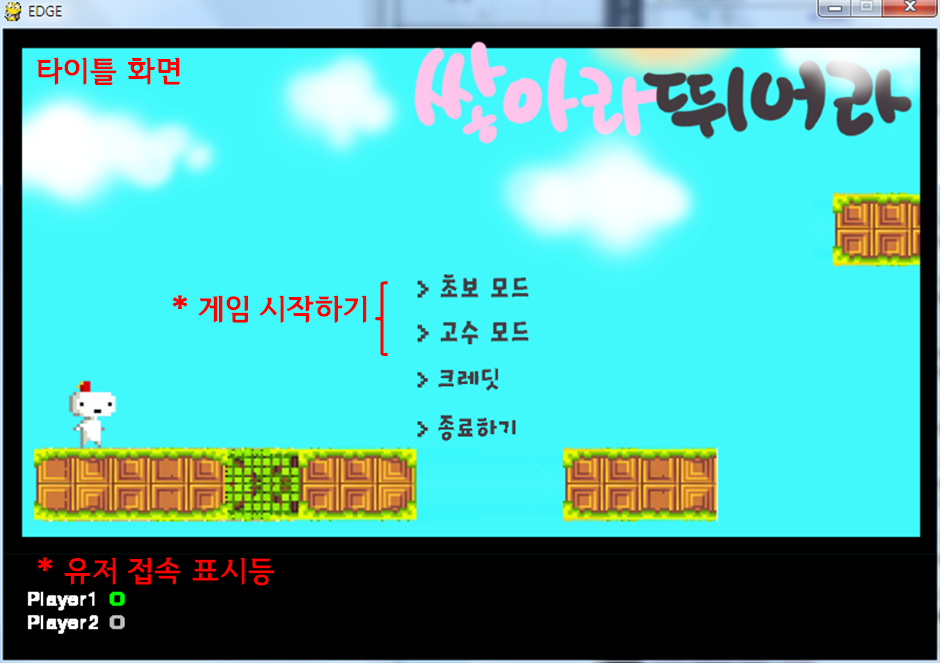 EDGE
타이틀 화면
쌓아라뛰어라
* 게임 시작하기
> 초보 모드
> 고수 모드
> 크레딧
> 종료하기
* 유저 접속 표시등
Player1 O
Player2 O